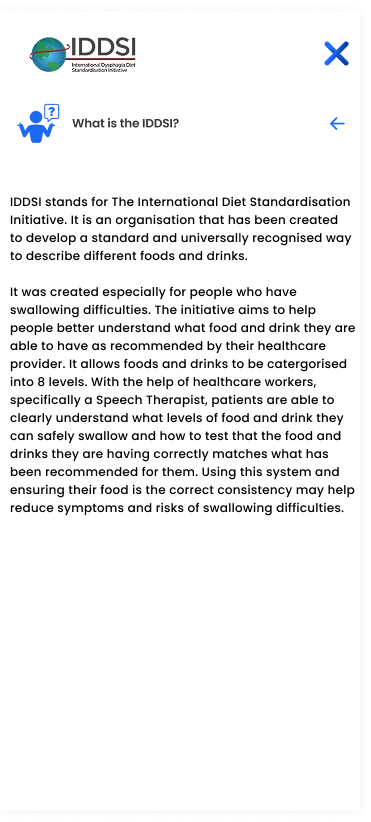 IDDSI
International Dysphagia Diet
Standardisation Initiative
?
What is the IDDSI?
IDDSI stands for The International Diet Standardisation
Initiative. It is an organisation that has been created
to develop a standard and universally recognised way
to describe different foods and drinks.
It was created especially for people who have
swallowing difficulties. The initiative aims to help
people better understand what food and drink they are
able to have as recommended by their healthcare
provider. It allows foods and drinks to be catergorised
into 8 levels. With the help of healthcare workers,
specifically a Speech Therapist, patients are able to
clearly understand what levels of food and drink they
can safely swallow and how to test that the food and
drinks they are having correctly matches what has
been recommended for them. Using this system and
ensuring their food is the correct consistency may help
reduce symptoms and risks of swallowing difficulties.